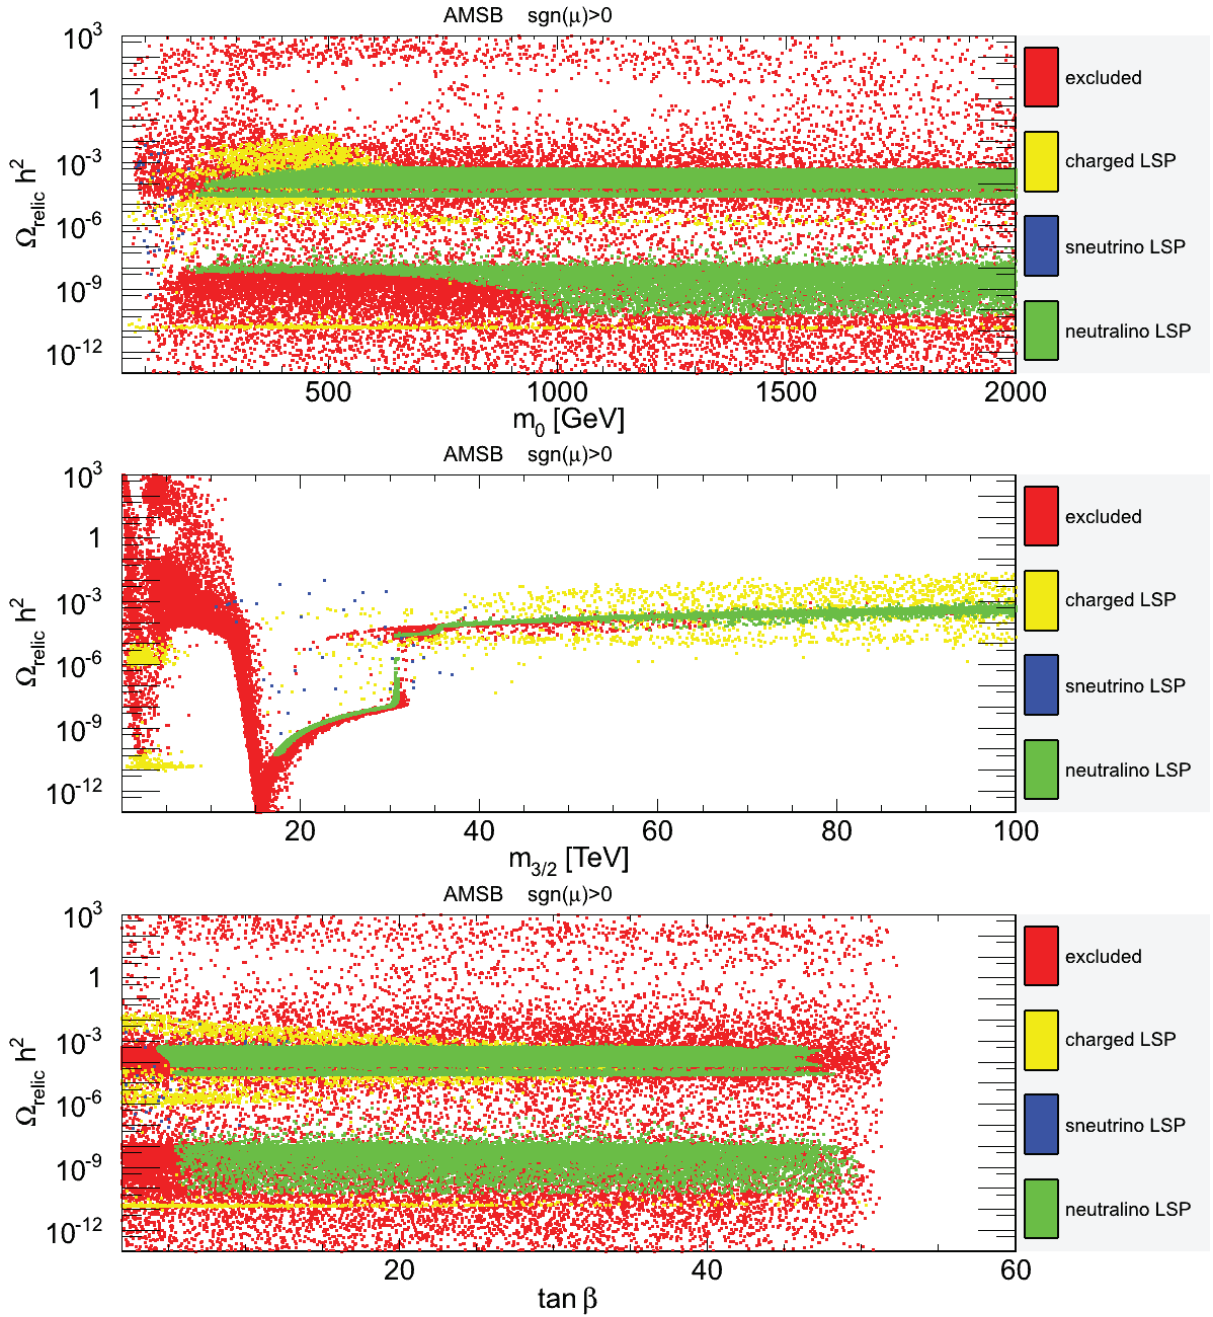 AMSB sgn(μ)>0
10³
1
10⁻³
10⁻⁶
10⁻⁹
10⁻¹²
Ω_relic h²
500 1000 1500 2000
m₀ [GeV]
excluded
charged LSP
sneutrino LSP
neutralino LSP
AMSB sgn(μ)>0
10³
1
10⁻³
10⁻⁶
10⁻⁹
10⁻¹²
Ω_relic h²
20 40 60 80 100
m_3/2 [TeV]
excluded
charged LSP
sneutrino LSP
neutralino LSP
AMSB sgn(μ)>0
10³
1
10⁻³
10⁻⁶
10⁻⁹
10⁻¹²
Ω_relic h²
20 40 60
tan β
excluded
charged LSP
sneutrino LSP
neutralino LSP